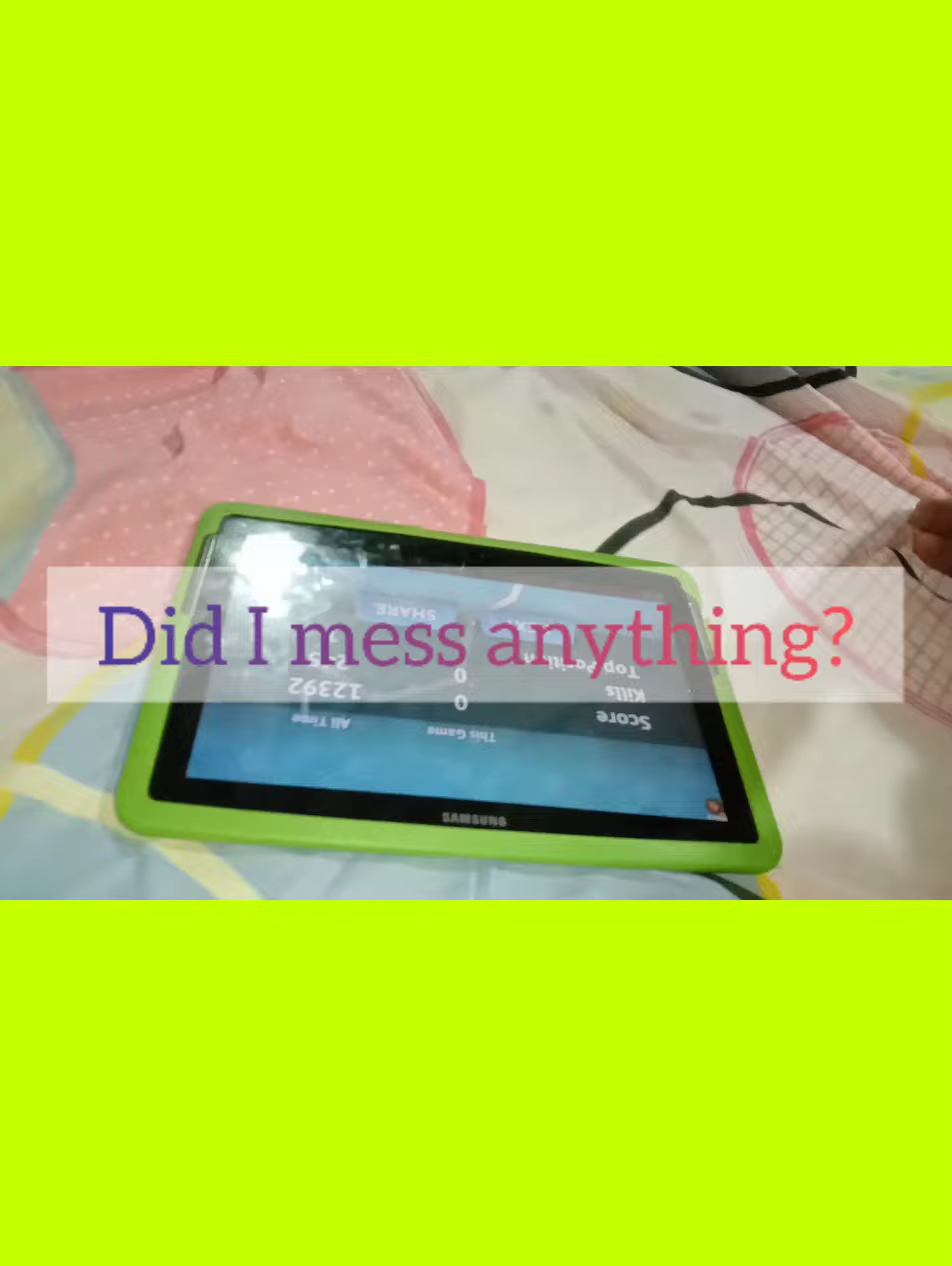 Did I mess anything?
SHARE
Kills 0
12392
Score 0
This Game
All Time
SAMSUNG